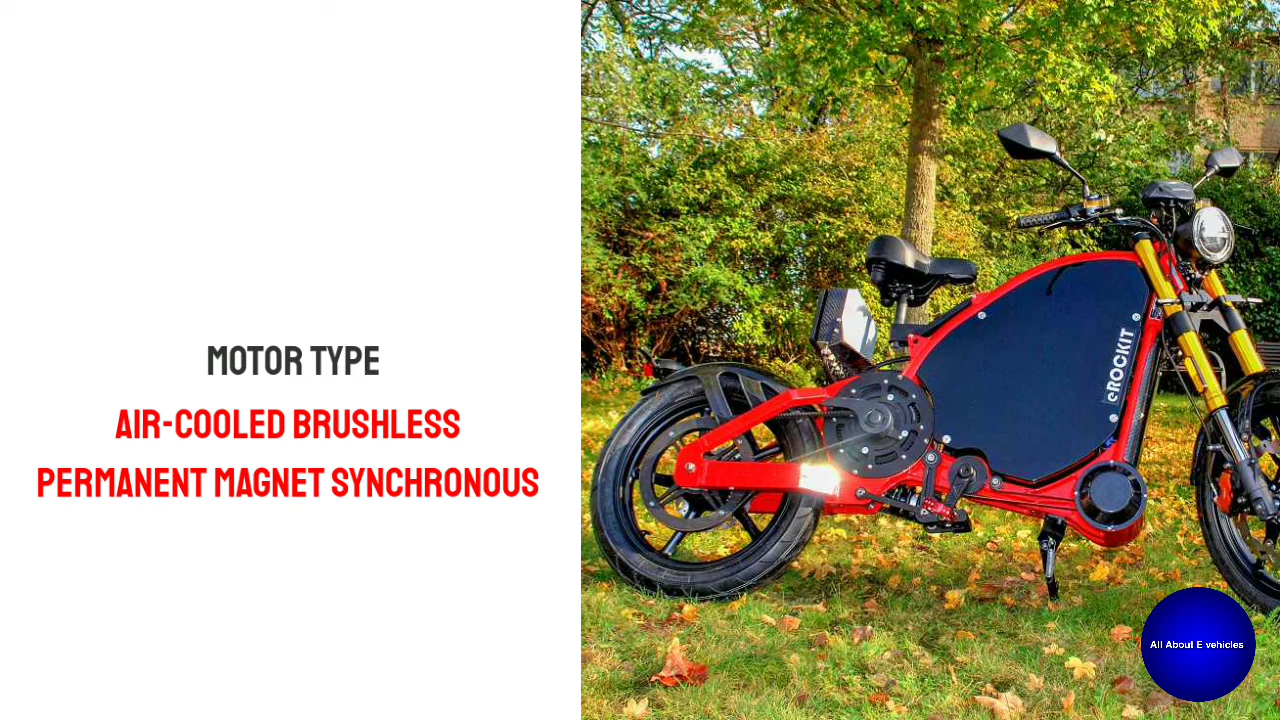 MOTOR TYPE
AIR-COOLED BRUSHLESS
PERMANENT MAGNET SYNCHRONOUS
eROCKIT
All About E vehicles